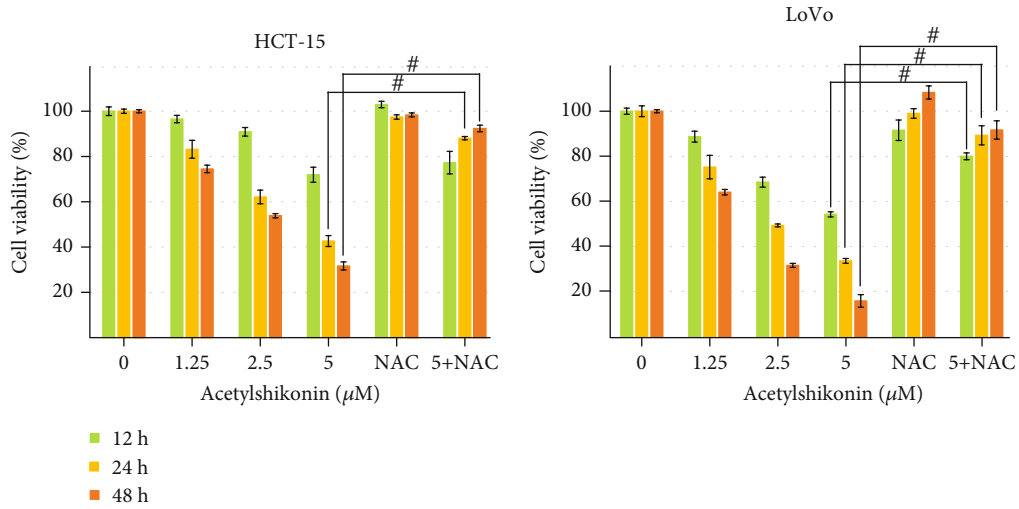 HCT-15
# #
Cell viability (%)
100
80
60
40
20
0 1.25 2.5 5 NAC 5+NAC
Acetylshikonin (μM)
LoVo
# # #
Cell viability (%)
100
80
60
40
20
0 1.25 2.5 5 NAC 5+NAC
Acetylshikonin (μM)
12 h
24 h
48 h